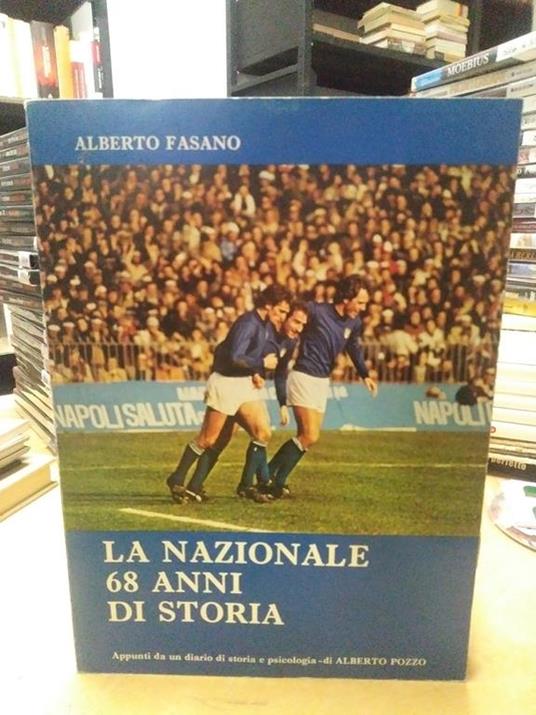 MOEBIUS
ALBERTO FASANO
NAPOLI SALUTA
NAPOLI
LA NAZIONALE
68 ANNI
DI STORIA
Appunti da un diario di storia e psicologia - di ALBERTO POZZO